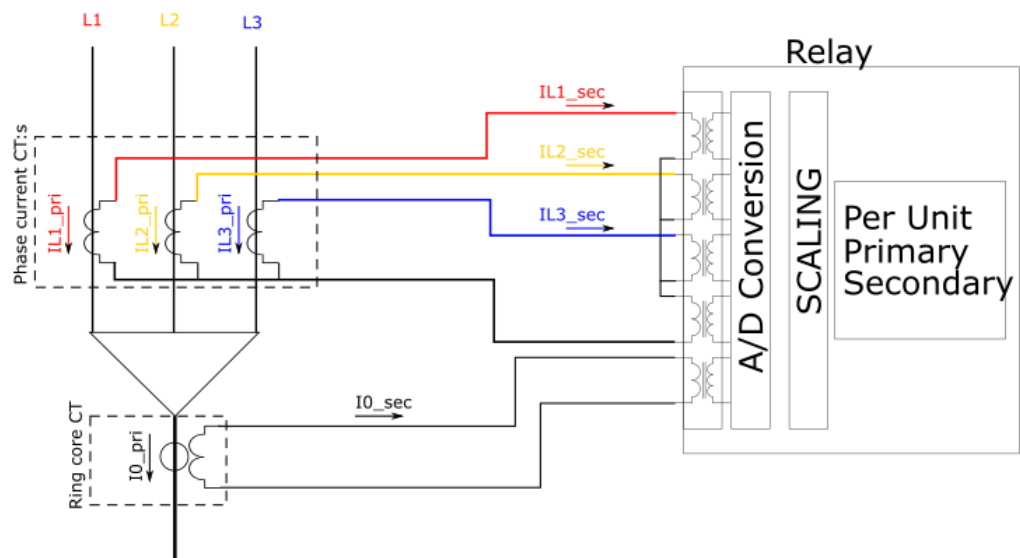 L1
L2
L3
Relay
IL1_sec
IL2_sec
IL3_sec
Phase current CT:s
IL1_pri
IL2_pri
IL3_pri
A/D Conversion
SCALING
Per Unit
Primary
Secondary
I0_sec
Ring core CT
I0_pri